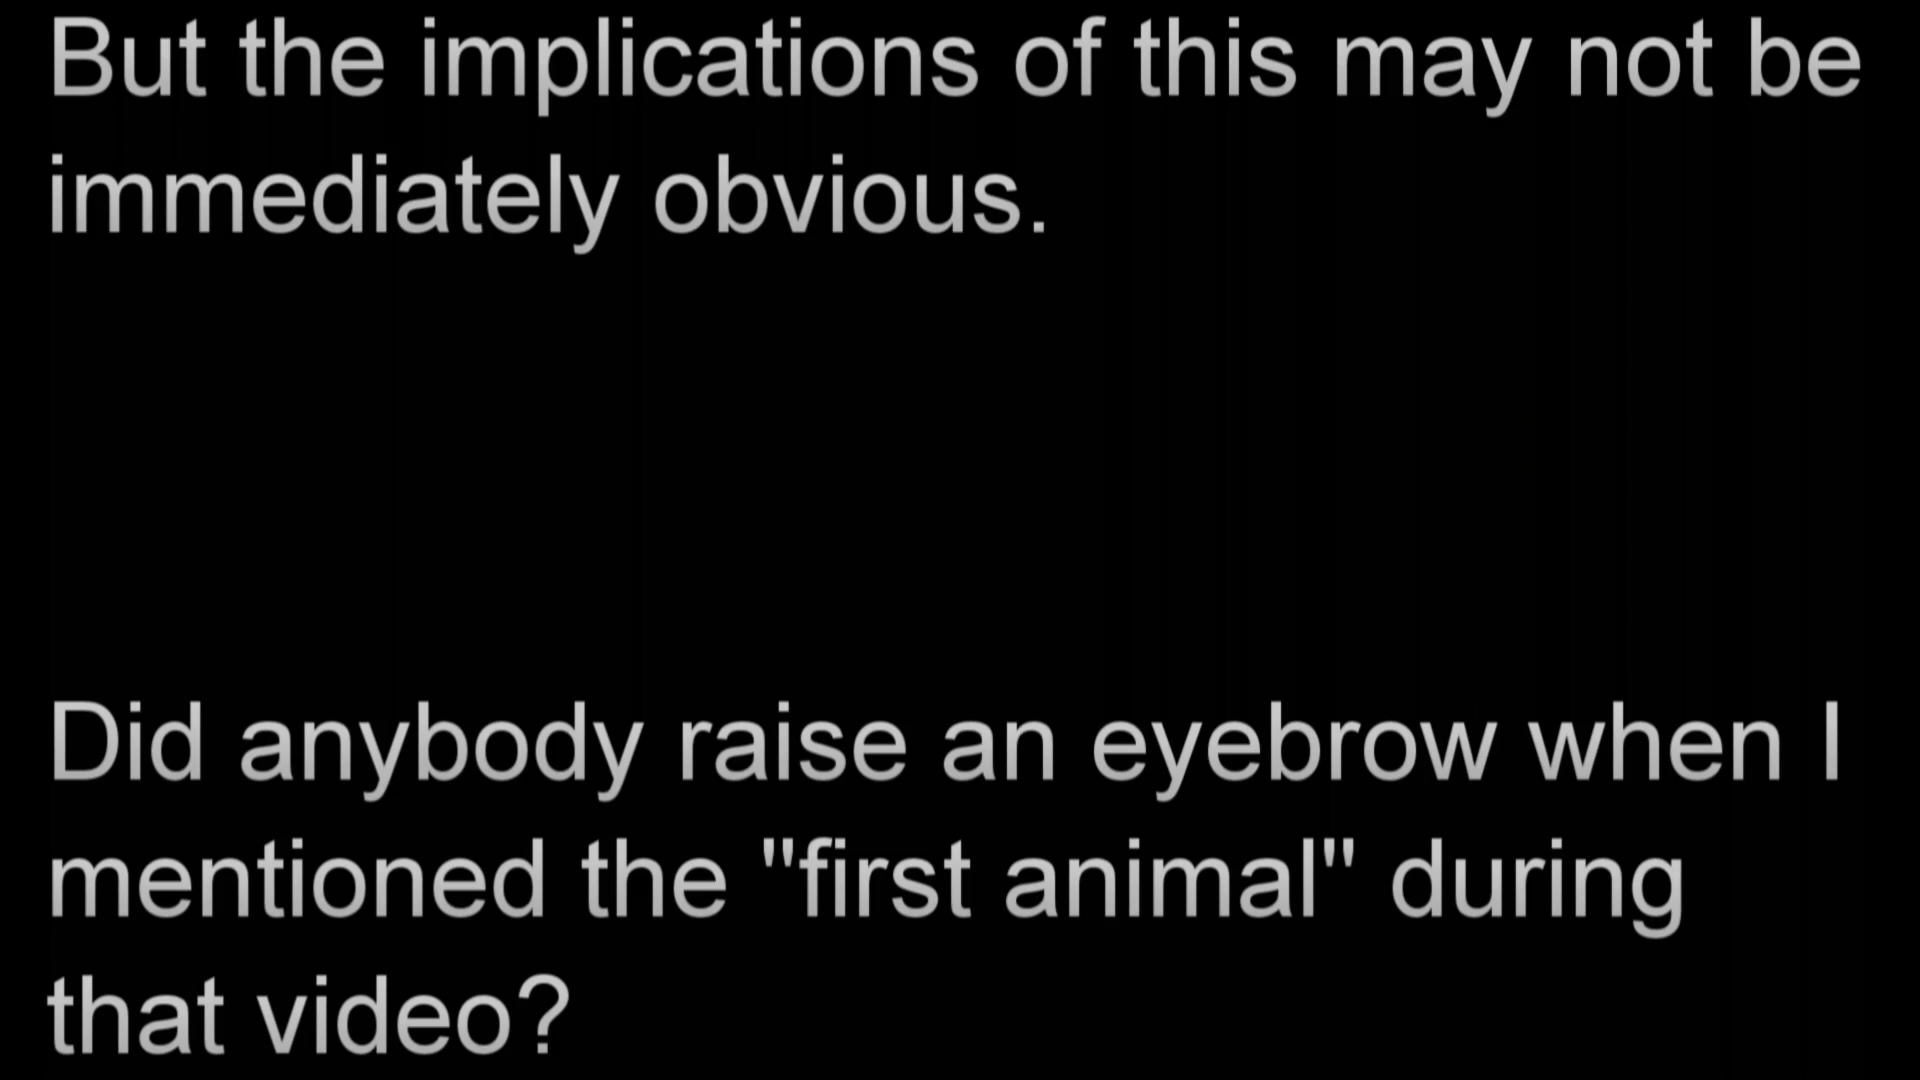 But the implications of this may not be
immediately obvious.
Did anybody raise an eyebrow when I
mentioned the "first animal" during
that video?